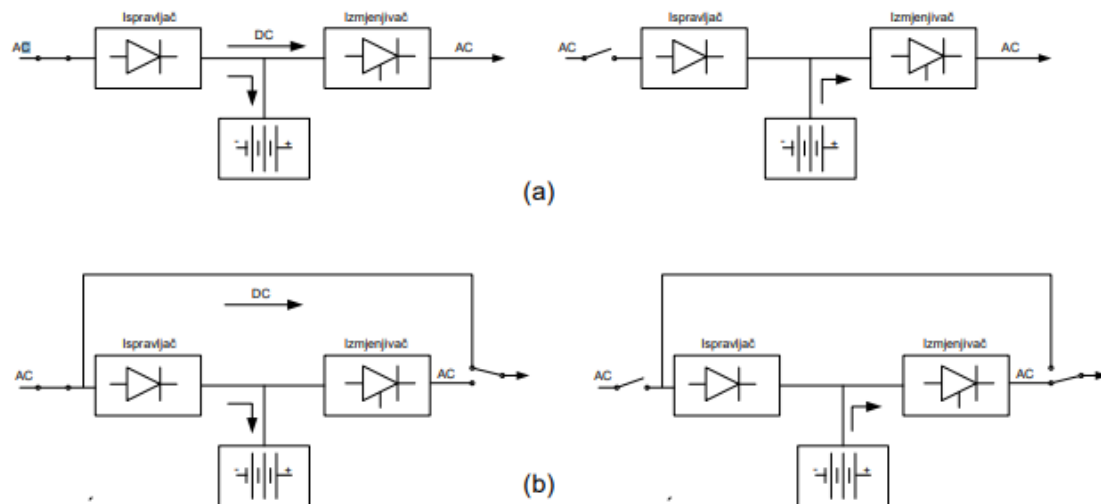 Ispravljač Izmjenjivač Ispravljač Izmjenjivač
AC DC AC AC AC
- + - +
(a)
DC
Ispravljač Izmjenjivač Ispravljač Izmjenjivač
AC AC AC AC
- + - +
(b)